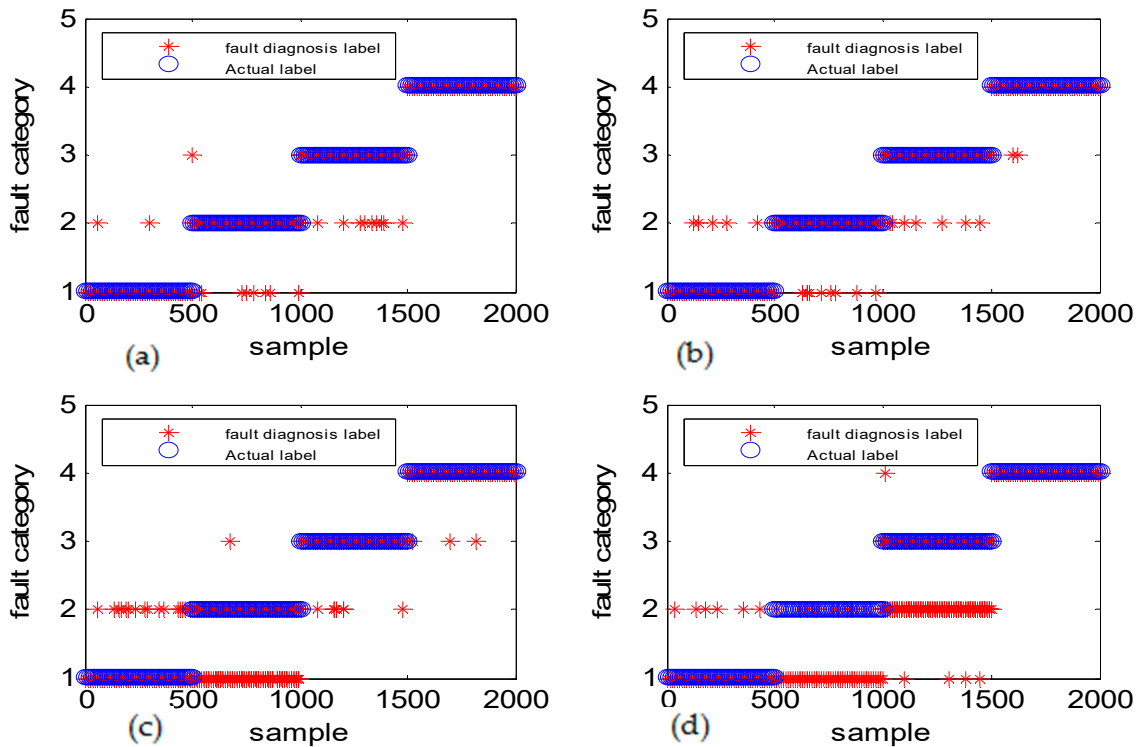 5
4
3
2
1
fault category
fault diagnosis label
Actual label
0 500 1000 1500 2000
sample
(a)
5
4
3
2
1
fault category
fault diagnosis label
Actual label
0 500 1000 1500 2000
sample
(b)
5
4
3
2
1
fault category
fault diagnosis label
Actual label
0 500 1000 1500 2000
sample
(c)
5
4
3
2
1
fault category
fault diagnosis label
Actual label
0 500 1000 1500 2000
sample
(d)